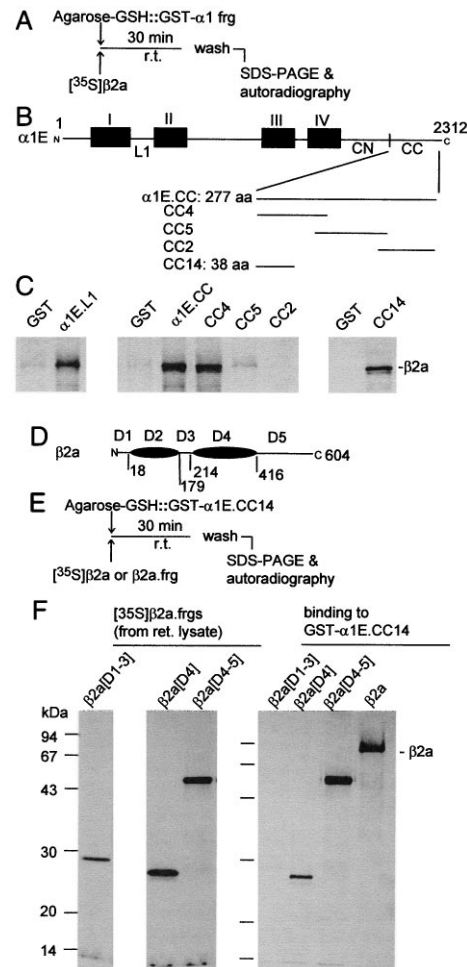 A
Agarose-GSH::GST-α1 frg
30 min
r.t.
wash
[³⁵S]β2a
SDS-PAGE &
autoradiography
B
1
I
II
III
IV
2312
α1E
N
L1
CN
CC
C
α1E.CC: 277 aa
CC4
CC5
CC2
CC14: 38 aa
C
GST
α1E.L1
GST
α1E.CC
CC4
CC5
CC2
GST
CC14
-β2a
D
D1
D2
D3
D4
D5
β2a
N
C 604
18
179
214
416
E
Agarose-GSH::GST-α1E.CC14
30 min
r.t.
wash
[³⁵S]β2a or β2a.frg
SDS-PAGE &
autoradiography
F
[³⁵S]β2a.frgs
(from ret. lysate)
binding to
GST-α1E.CC14
β2a[D1-3]
β2a[D4]
β2a[D4-5]
β2a[D1-3]
β2a[D4]
β2a[D4-5]
β2a
kDa
94
67
43
30
20
14
- β2a